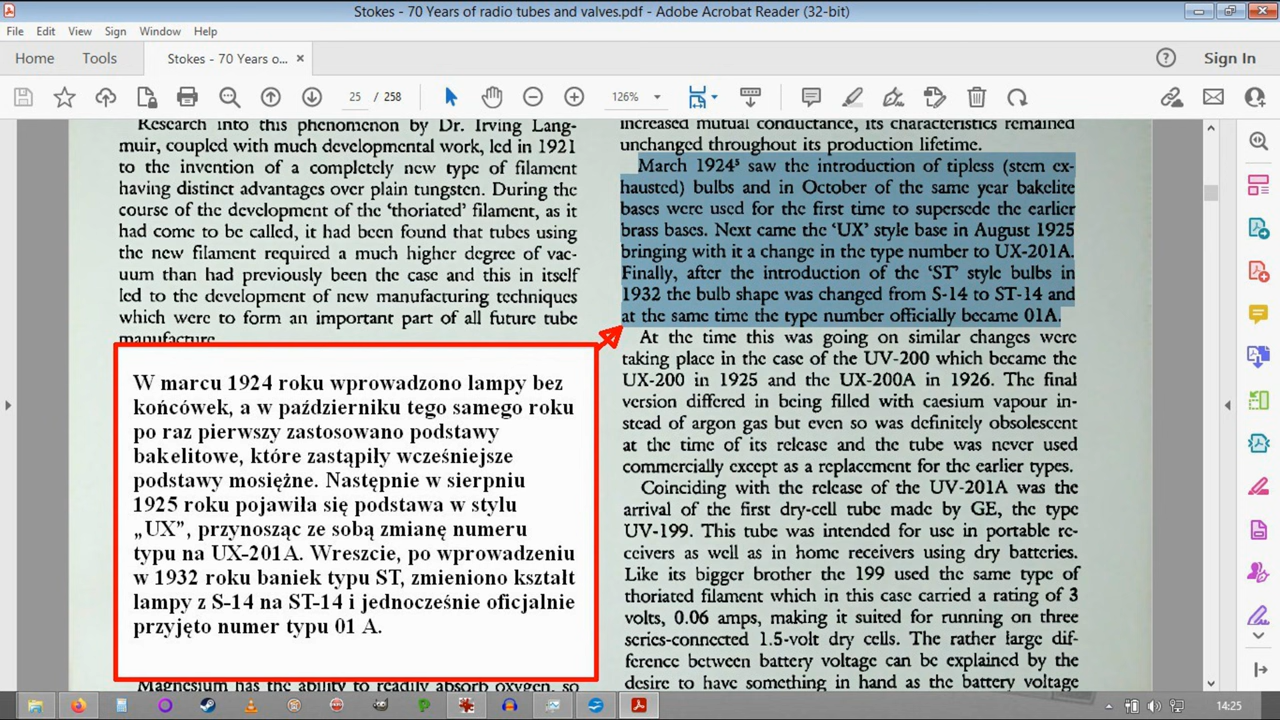 Stokes - 70 Years of radio tubes and valves.pdf - Adobe Acrobat Reader (32-bit)
File Edit View Sign Window Help
Home Tools Stokes - 70 Years o... × Sign In
25 / 258 126%
Research into this phenomenon by Dr. Irving Lang-
muir, coupled with much developmental work, led in 1921
to the invention of a completely new type of filament
having distinct advantages over plain tungsten. During the
course of the development of the 'thoriated' filament, as it
had come to be called, it had been found that tubes using
the new filament required a much higher degree of vac-
uum than had previously been the case and this in itself
led to the development of new manufacturing techniques
which were to form an important part of all future tube
manufacture.
W marcu 1924 roku wprowadzono lampy bez
końcówek, a w październiku tego samego roku
po raz pierwszy zastosowano podstawy
bakelitowe, które zastąpiły wcześniejsze
podstawy mosiężne. Następnie w sierpniu
1925 roku pojawiła się podstawa w stylu
„UX”, przynosząc ze sobą zmianę numeru
typu na UX-201A. Wreszcie, po wprowadzeniu
w 1932 roku baniek typu ST, zmieniono kształt
lampy z S-14 na ST-14 i jednocześnie oficjalnie
przyjęto numer typu 01 A.
Magnesium has the ability to readily absorb oxygen, so
increased mutual conductance, its characteristics remained
unchanged throughout its production lifetime.
March 1924⁵ saw the introduction of tipless (stem ex-
hausted) bulbs and in October of the same year bakelite
bases were used for the first time to supersede the earlier
brass bases. Next came the 'UX' style base in August 1925
bringing with it a change in the type number to UX-201A.
Finally, after the introduction of the 'ST' style bulbs in
1932 the bulb shape was changed from S-14 to ST-14 and
at the same time the type number officially became 01A.
At the time this was going on similar changes were
taking place in the case of the UV-200 which became the
UX-200 in 1925 and the UX-200A in 1926. The final
version differed in being filled with caesium vapour in-
stead of argon gas but even so was definitely obsolescent
at the time of its release and the tube was never used
commercially except as a replacement for the earlier types.
Coinciding with the release of the UV-201A was the
arrival of the first dry-cell tube made by GE, the type
UV-199. This tube was intended for use in portable re-
ceivers as well as in home receivers using dry batteries.
Like its bigger brother the 199 used the same type of
thoriated filament which in this case carried a rating of 3
volts, 0.06 amps, making it suited for running on three
series-connected 1.5-volt dry cells. The rather large dif-
ference between battery voltage can be explained by the
desire to have something in hand as the battery voltage
14:25